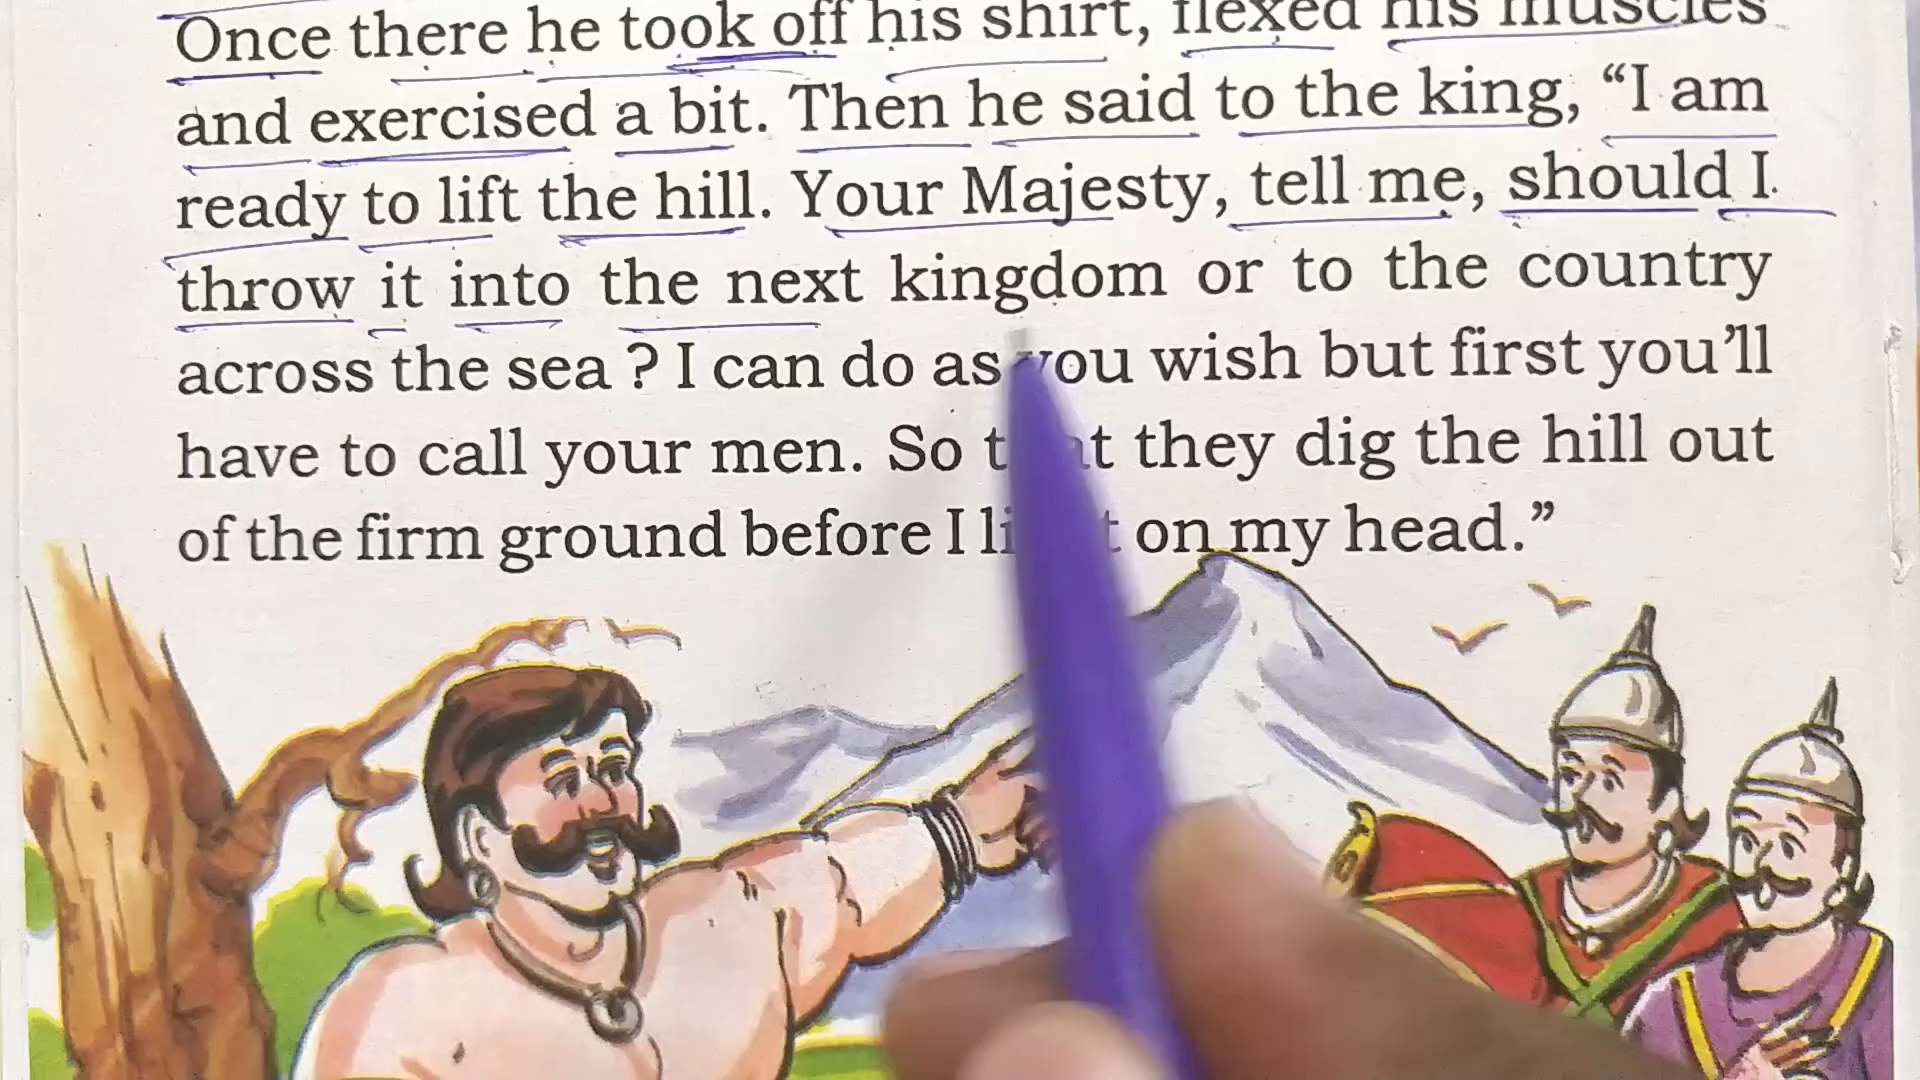 Once there he took off his shirt, flexed his muscles
and exercised a bit. Then he said to the king, “I am
ready to lift the hill. Your Majesty, tell me, should I
throw it into the next kingdom or to the country
across the sea ? I can do as you wish but first you’ll
have to call your men. So that they dig the hill out
of the firm ground before I lift it on my head.”